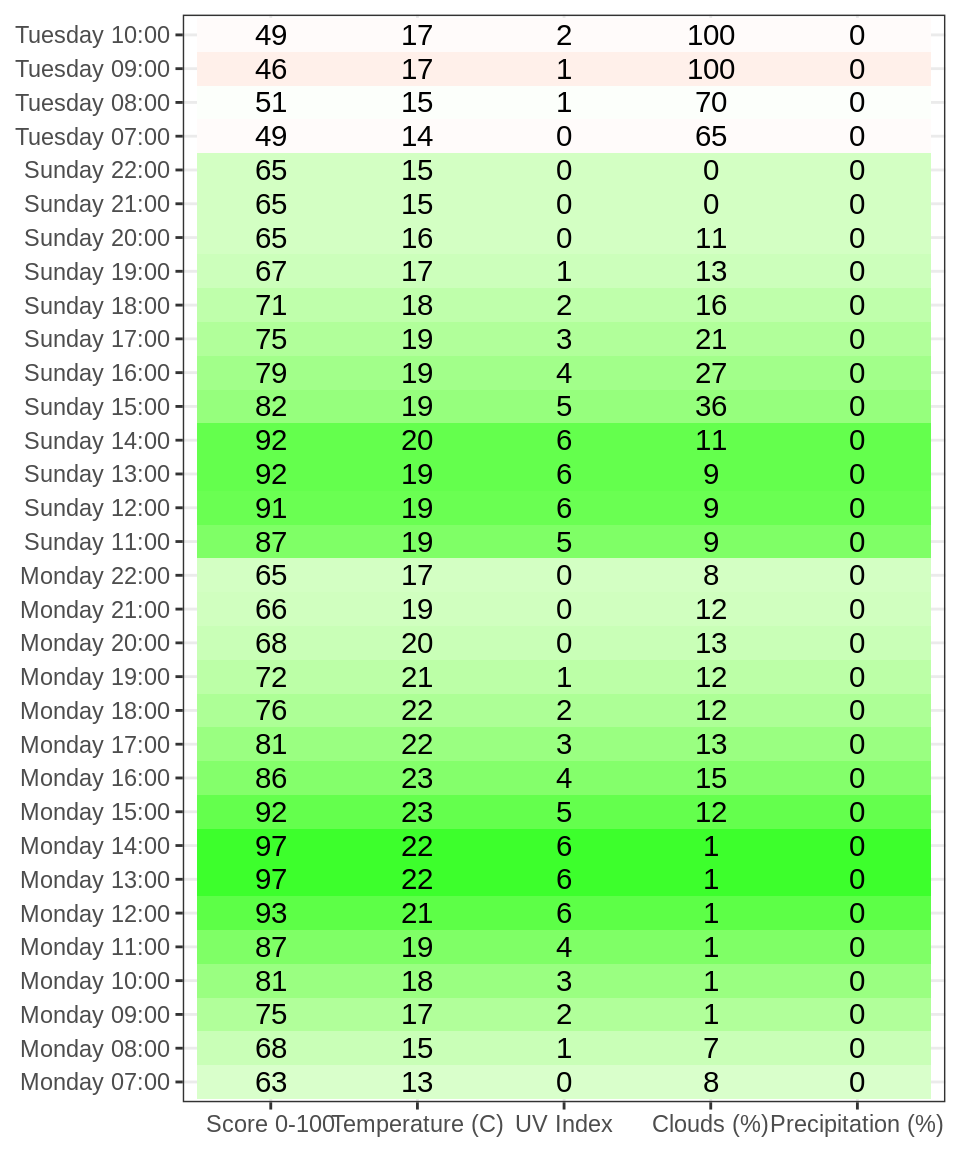 Tuesday 10:00 49 17 2 100 0
Tuesday 09:00 46 17 1 100 0
Tuesday 08:00 51 15 1 70 0
Tuesday 07:00 49 14 0 65 0
Sunday 22:00 65 15 0 0 0
Sunday 21:00 65 15 0 0 0
Sunday 20:00 65 16 0 11 0
Sunday 19:00 67 17 1 13 0
Sunday 18:00 71 18 2 16 0
Sunday 17:00 75 19 3 21 0
Sunday 16:00 79 19 4 27 0
Sunday 15:00 82 19 5 36 0
Sunday 14:00 92 20 6 11 0
Sunday 13:00 92 19 6 9 0
Sunday 12:00 91 19 6 9 0
Sunday 11:00 87 19 5 9 0
Monday 22:00 65 17 0 8 0
Monday 21:00 66 19 0 12 0
Monday 20:00 68 20 0 13 0
Monday 19:00 72 21 1 12 0
Monday 18:00 76 22 2 12 0
Monday 17:00 81 22 3 13 0
Monday 16:00 86 23 4 15 0
Monday 15:00 92 23 5 12 0
Monday 14:00 97 22 6 1 0
Monday 13:00 97 22 6 1 0
Monday 12:00 93 21 6 1 0
Monday 11:00 87 19 4 1 0
Monday 10:00 81 18 3 1 0
Monday 09:00 75 17 2 1 0
Monday 08:00 68 15 1 7 0
Monday 07:00 63 13 0 8 0
Score 0-100 Temperature (C) UV Index Clouds (%) Precipitation (%)